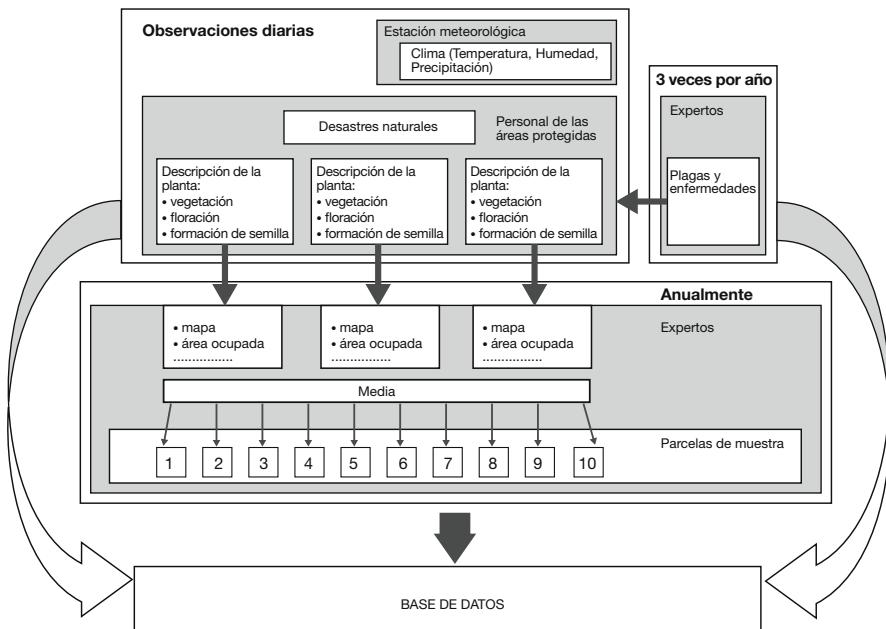 Observaciones diarias
Estación meteorológica
Clima (Temperatura, Humedad,
Precipitación)
3 veces por año
Expertos
Plagas y
enfermedades
Desastres naturales
Personal de las
áreas protegidas
Descripción de la
planta:
• vegetación
• floración
• formación de semilla
Descripción de la
planta:
• vegetación
• floración
• formación de semilla
Descripción de la
planta:
• vegetación
• floración
• formación de semilla
Anualmente
Expertos
• mapa
• área ocupada
.................
• mapa
• área ocupada
.................
• mapa
• área ocupada
.................
Media
Parcelas de muestra
1 2 3 4 5 6 7 8 9 10
BASE DE DATOS